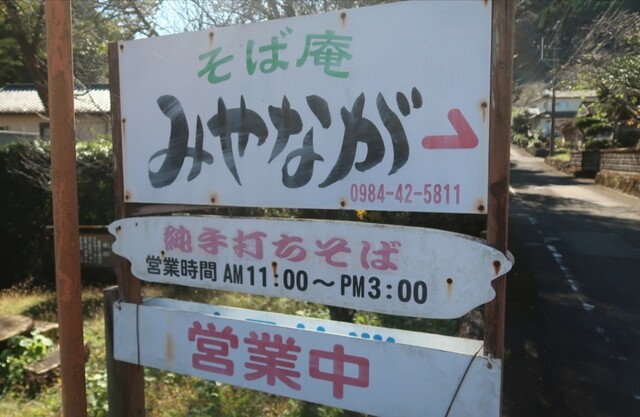 そば庵
みやなが
0984-42-5811
純手打ちそば
営業時間 AM11:00～PM3:00
営業中